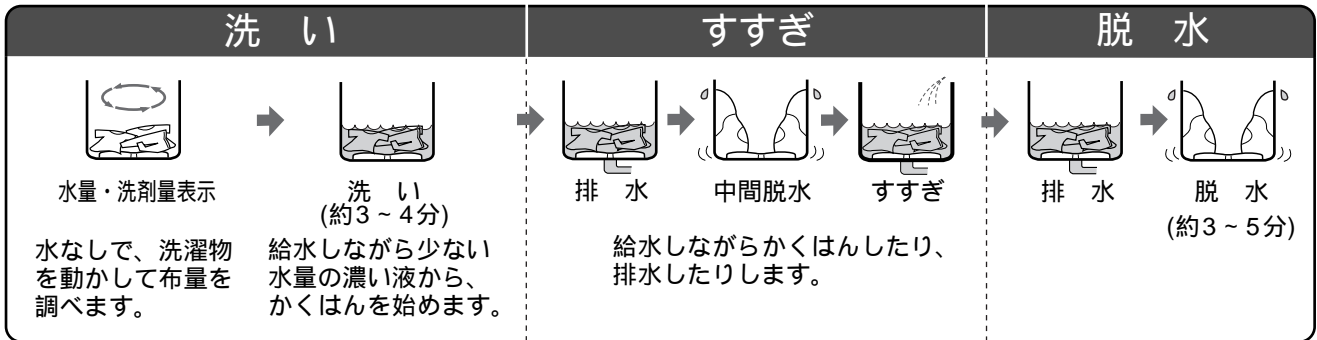 洗 い
すすぎ
脱 水
水量・洗剤量表示
洗 い
(約3~4分)
排 水
中間脱水
すすぎ
排 水
脱 水
(約3~5分)
水なしで、洗濯物
を動かして布量を
調べます。
給水しながら少ない
水量の濃い液から、
かくはんを始めます。
給水しながらかくはんしたり、
排水したりします。